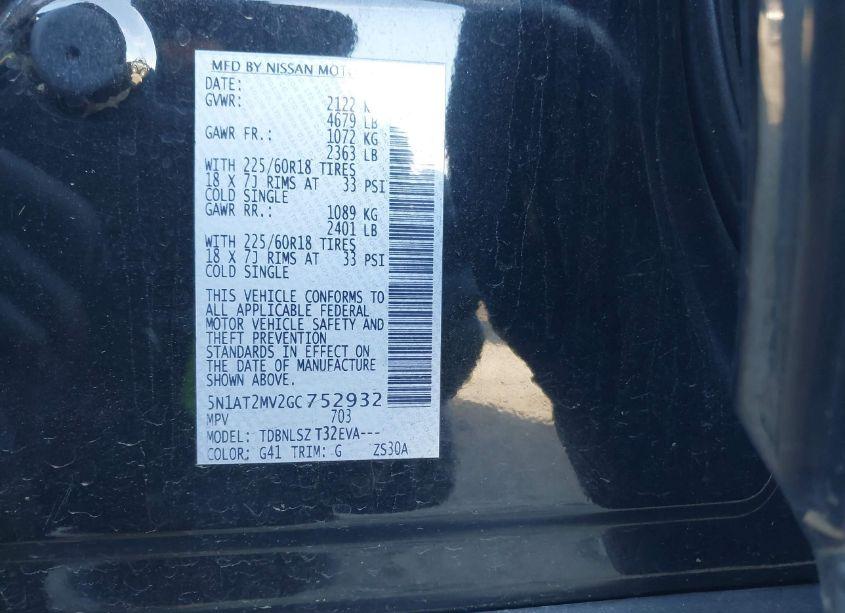 MFD BY NISSAN MOT
DATE:
GVWR: 2122 K
4679 LB
GAWR FR.: 1072 KG
2363 LB
WITH 225/60R18 TIRES
18 X 7J RIMS AT 33 PSI
COLD SINGLE
GAWR RR.: 1089 KG
2401 LB
WITH 225/60R18 TIRES
18 X 7J RIMS AT 33 PSI
COLD SINGLE
THIS VEHICLE CONFORMS TO
ALL APPLICABLE FEDERAL
MOTOR VEHICLE SAFETY AND
THEFT PREVENTION
STANDARDS IN EFFECT ON
THE DATE OF MANUFACTURE
SHOWN ABOVE.
5N1AT2MV2GC752932
MPV 703
MODEL: TDBNLSZ T32EVA---
COLOR: G41 TRIM: G ZS30A